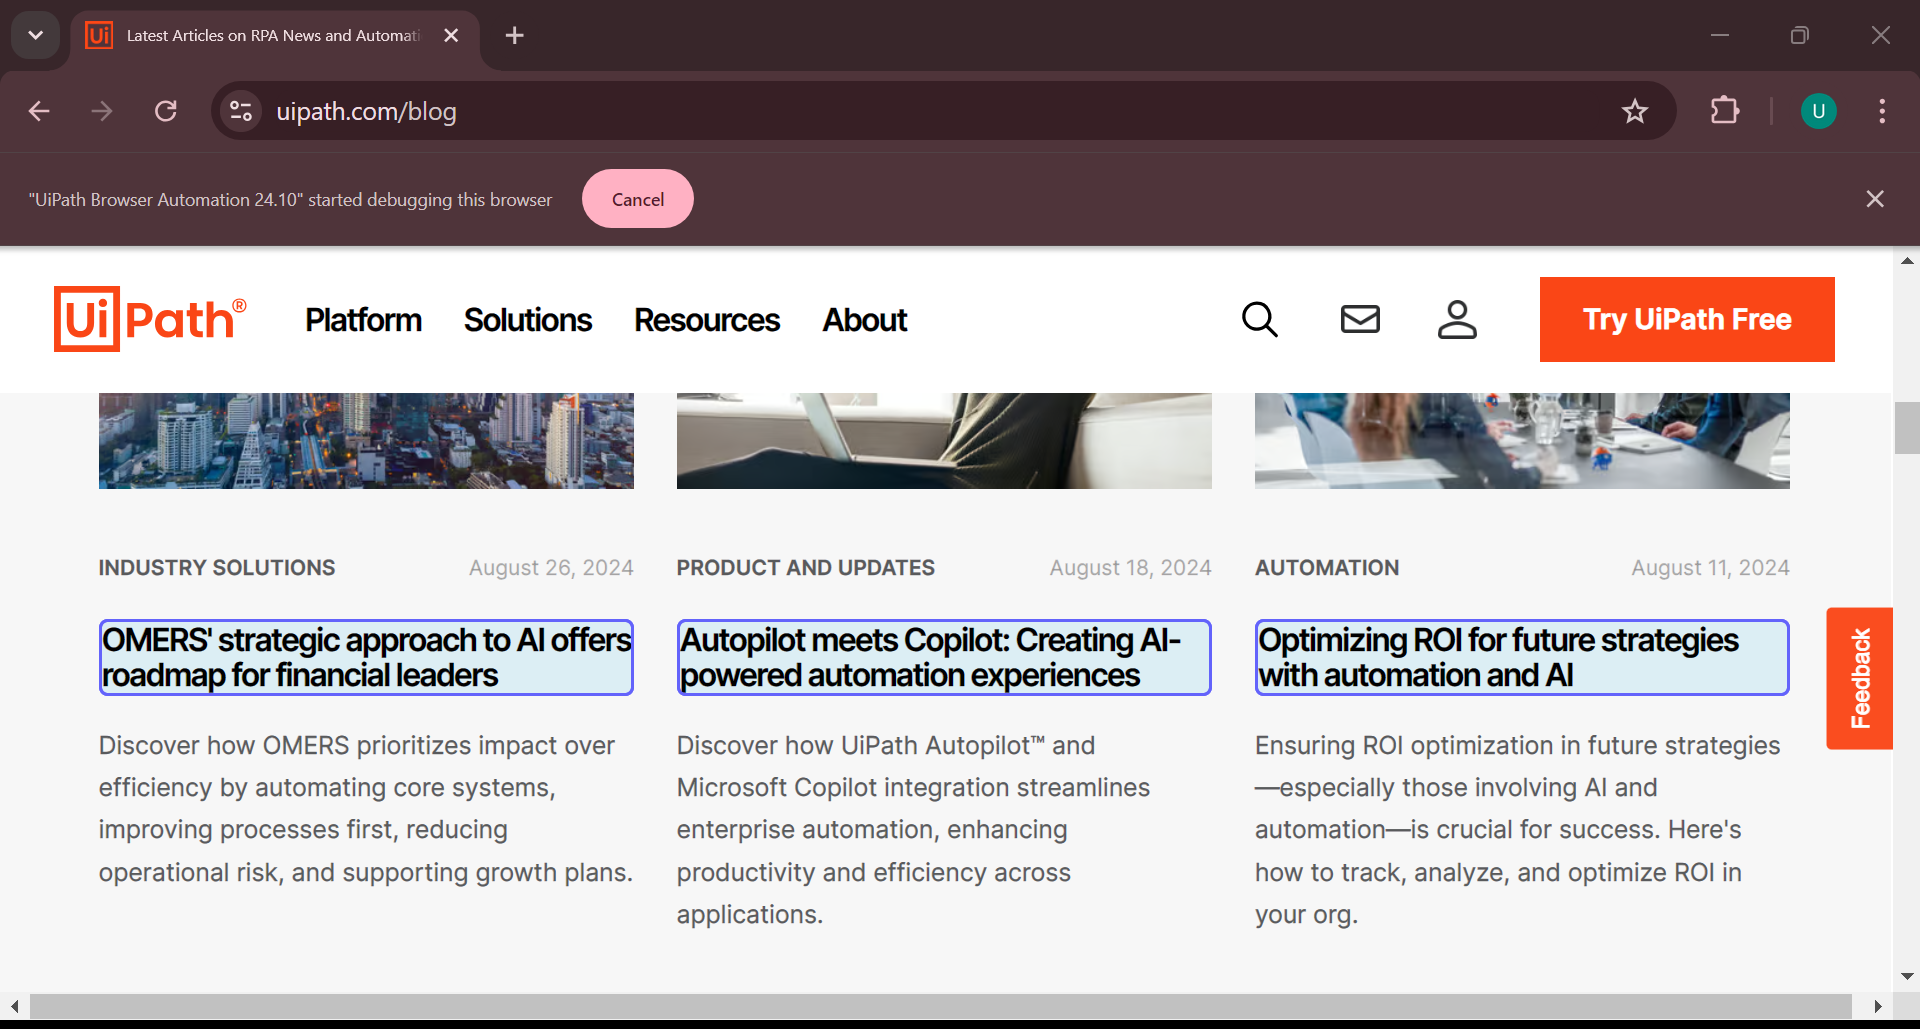 Latest Articles on RPA News and Automati
uipath.com/blog
U
"UiPath Browser Automation 24.10" started debugging this browser
Cancel
UiPath®
Platform
Solutions
Resources
About
Try UiPath Free
INDUSTRY SOLUTIONS
August 26, 2024
OMERS' strategic approach to AI offers
roadmap for financial leaders
Discover how OMERS prioritizes impact over
efficiency by automating core systems,
improving processes first, reducing
operational risk, and supporting growth plans.
PRODUCT AND UPDATES
August 18, 2024
Autopilot meets Copilot: Creating AI-
powered automation experiences
Discover how UiPath Autopilot™ and
Microsoft Copilot integration streamlines
enterprise automation, enhancing
productivity and efficiency across
applications.
AUTOMATION
August 11, 2024
Optimizing ROI for future strategies
with automation and AI
Ensuring ROI optimization in future strategies
—especially those involving AI and
automation—is crucial for success. Here's
how to track, analyze, and optimize ROI in
your org.
Feedback